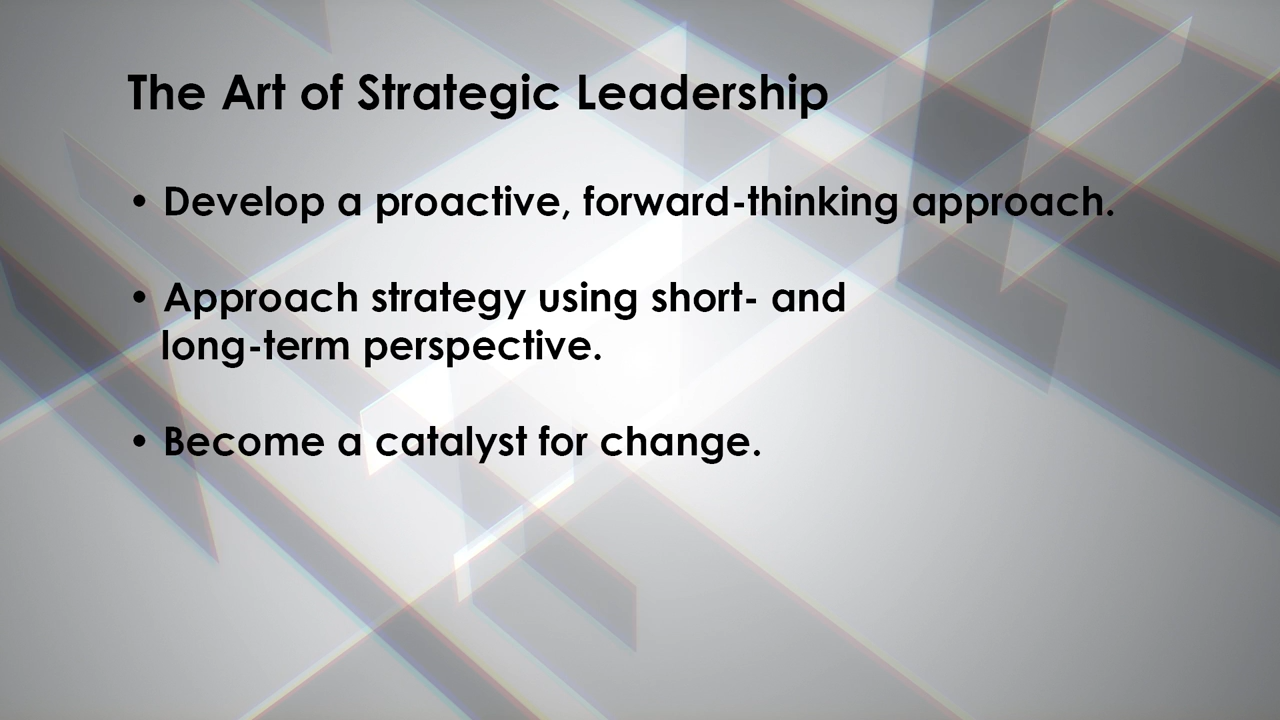 The Art of Strategic Leadership
• Develop a proactive, forward-thinking approach.
• Approach strategy using short- and
long-term perspective.
• Become a catalyst for change.